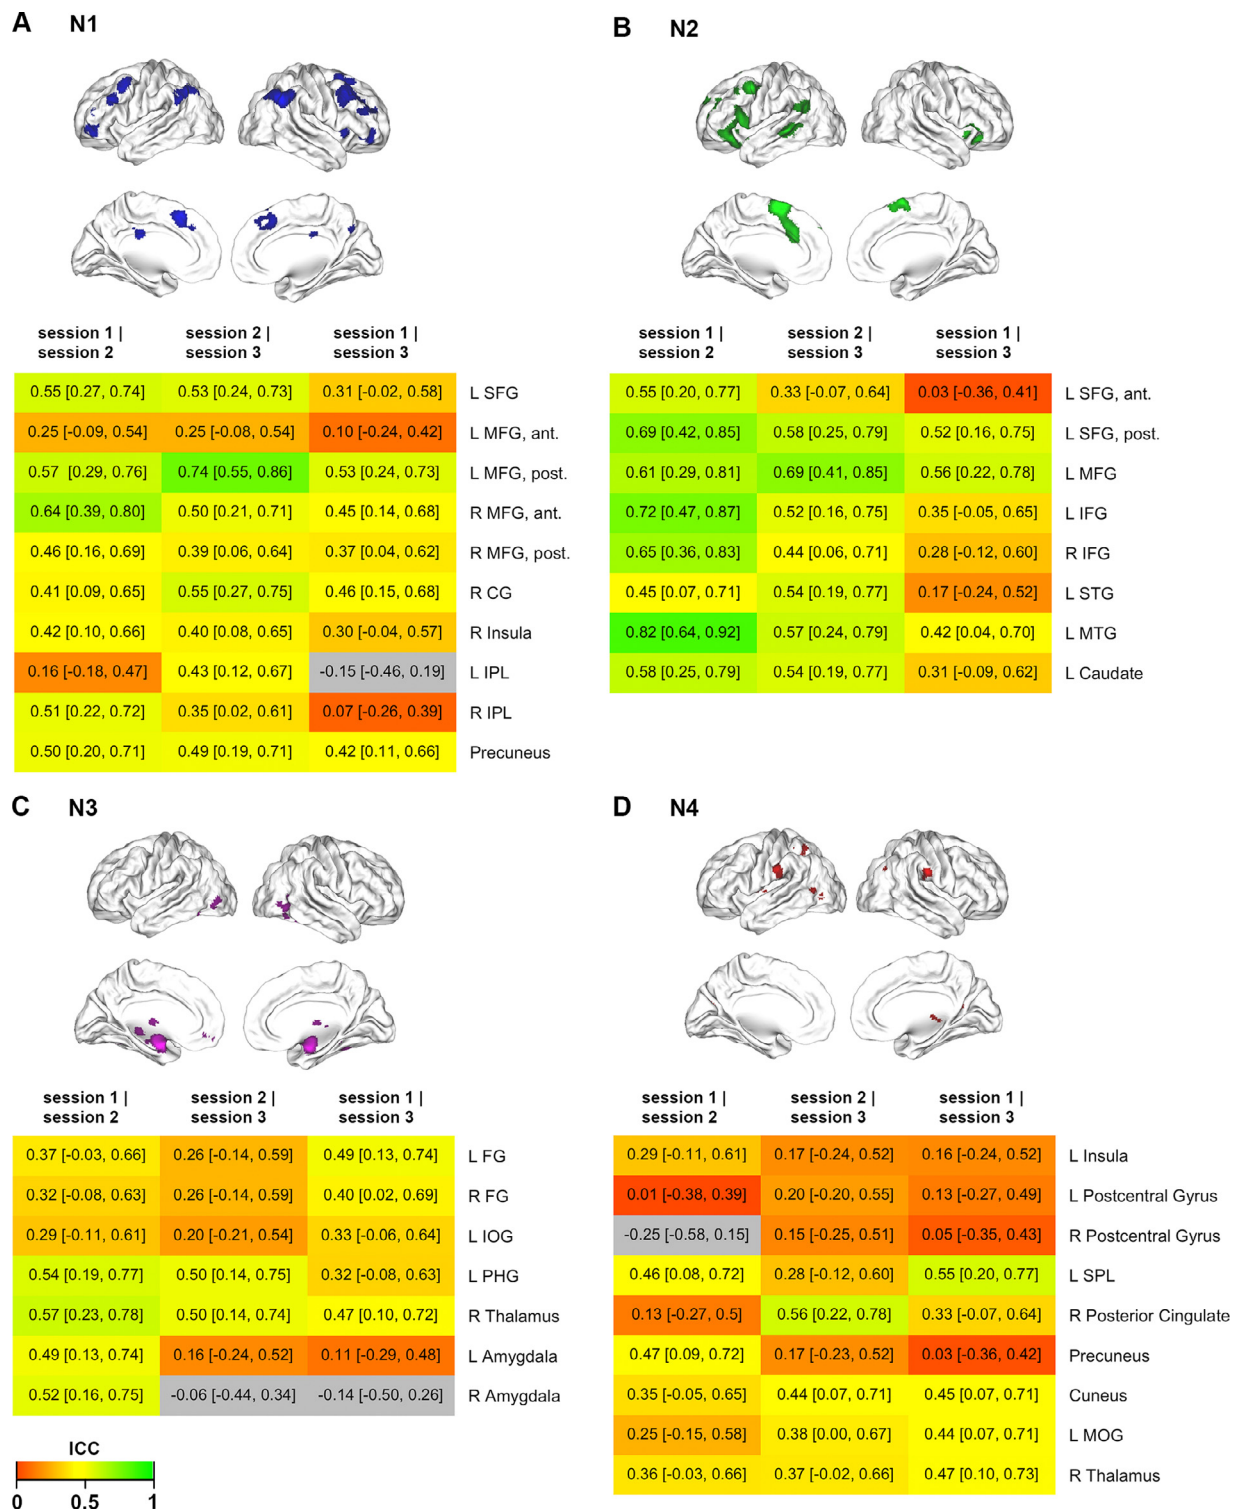 A N1
session 1 | session 2 | session 1 |
session 2 session 3 session 3
0.55 [0.27, 0.74] 0.53 [0.24, 0.73] 0.31 [-0.02, 0.58] L SFG
0.25 [-0.09, 0.54] 0.25 [-0.08, 0.54] 0.10 [-0.24, 0.42] L MFG, ant.
0.57 [0.29, 0.76] 0.74 [0.55, 0.86] 0.53 [0.24, 0.73] L MFG, post.
0.64 [0.39, 0.80] 0.50 [0.21, 0.71] 0.45 [0.14, 0.68] R MFG, ant.
0.46 [0.16, 0.69] 0.39 [0.06, 0.64] 0.37 [0.04, 0.62] R MFG, post.
0.41 [0.09, 0.65] 0.55 [0.27, 0.75] 0.46 [0.15, 0.68] R CG
0.42 [0.10, 0.66] 0.40 [0.08, 0.65] 0.30 [-0.04, 0.57] R Insula
0.16 [-0.18, 0.47] 0.43 [0.12, 0.67] -0.15 [-0.46, 0.19] L IPL
0.51 [0.22, 0.72] 0.35 [0.02, 0.61] 0.07 [-0.26, 0.39] R IPL
0.50 [0.20, 0.71] 0.49 [0.19, 0.71] 0.42 [0.11, 0.66] Precuneus
B N2
session 1 | session 2 | session 1 |
session 2 session 3 session 3
0.55 [0.20, 0.77] 0.33 [-0.07, 0.64] 0.03 [-0.36, 0.41] L SFG, ant.
0.69 [0.42, 0.85] 0.58 [0.25, 0.79] 0.52 [0.16, 0.75] L SFG, post.
0.61 [0.29, 0.81] 0.69 [0.41, 0.85] 0.56 [0.22, 0.78] L MFG
0.72 [0.47, 0.87] 0.52 [0.16, 0.75] 0.35 [-0.05, 0.65] L IFG
0.65 [0.36, 0.83] 0.44 [0.06, 0.71] 0.28 [-0.12, 0.60] R IFG
0.45 [0.07, 0.71] 0.54 [0.19, 0.77] 0.17 [-0.24, 0.52] L STG
0.82 [0.64, 0.92] 0.57 [0.24, 0.79] 0.42 [0.04, 0.70] L MTG
0.58 [0.25, 0.79] 0.54 [0.19, 0.77] 0.31 [-0.09, 0.62] L Caudate
C N3
session 1 | session 2 | session 1 |
session 2 session 3 session 3
0.37 [-0.03, 0.66] 0.26 [-0.14, 0.59] 0.49 [0.13, 0.74] L FG
0.32 [-0.08, 0.63] 0.26 [-0.14, 0.59] 0.40 [0.02, 0.69] R FG
0.29 [-0.11, 0.61] 0.20 [-0.21, 0.54] 0.33 [-0.06, 0.64] L IOG
0.54 [0.19, 0.77] 0.50 [0.14, 0.75] 0.32 [-0.08, 0.63] L PHG
0.57 [0.23, 0.78] 0.50 [0.14, 0.74] 0.47 [0.10, 0.72] R Thalamus
0.49 [0.13, 0.74] 0.16 [-0.24, 0.52] 0.11 [-0.29, 0.48] L Amygdala
0.52 [0.16, 0.75] -0.06 [-0.44, 0.34] -0.14 [-0.50, 0.26] R Amygdala
ICC
0 0.5 1
D N4
session 1 | session 2 | session 1 |
session 2 session 3 session 3
0.29 [-0.11, 0.61] 0.17 [-0.24, 0.52] 0.16 [-0.24, 0.52] L Insula
0.01 [-0.38, 0.39] 0.20 [-0.20, 0.55] 0.13 [-0.27, 0.49] L Postcentral Gyrus
-0.25 [-0.58, 0.15] 0.15 [-0.25, 0.51] 0.05 [-0.35, 0.43] R Postcentral Gyrus
0.46 [0.08, 0.72] 0.28 [-0.12, 0.60] 0.55 [0.20, 0.77] L SPL
0.13 [-0.27, 0.5] 0.56 [0.22, 0.78] 0.33 [-0.07, 0.64] R Posterior Cingulate
0.47 [0.09, 0.72] 0.17 [-0.23, 0.52] 0.03 [-0.36, 0.42] Precuneus
0.35 [-0.05, 0.65] 0.44 [0.07, 0.71] 0.45 [0.07, 0.71] Cuneus
0.25 [-0.15, 0.58] 0.38 [0.00, 0.67] 0.44 [0.07, 0.71] L MOG
0.36 [-0.03, 0.66] 0.37 [-0.02, 0.66] 0.47 [0.10, 0.73] R Thalamus